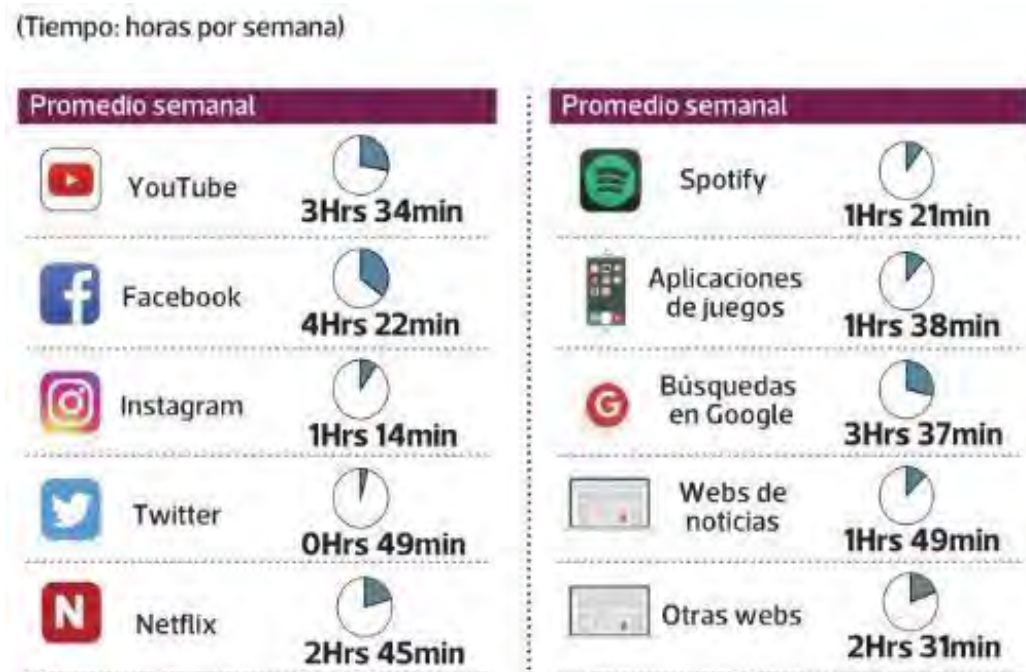 (Tiempo: horas por semana)
Promedio semanal
YouTube
3Hrs 34min
Facebook
4Hrs 22min
Instagram
1Hrs 14min
Twitter
0Hrs 49min
N
Netflix
2Hrs 45min
Promedio semanal
Spotify
1Hrs 21min
Aplicaciones
de juegos
1Hrs 38min
G
Búsquedas
en Google
3Hrs 37min
Webs de
noticias
1Hrs 49min
Otras webs
2Hrs 31min